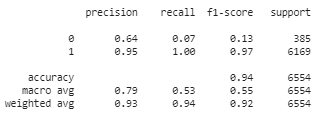 precision recall f1-score support
0 0.64 0.07 0.13 385
1 0.95 1.00 0.97 6169
accuracy 0.94 6554
macro avg 0.79 0.53 0.55 6554
weighted avg 0.93 0.94 0.92 6554